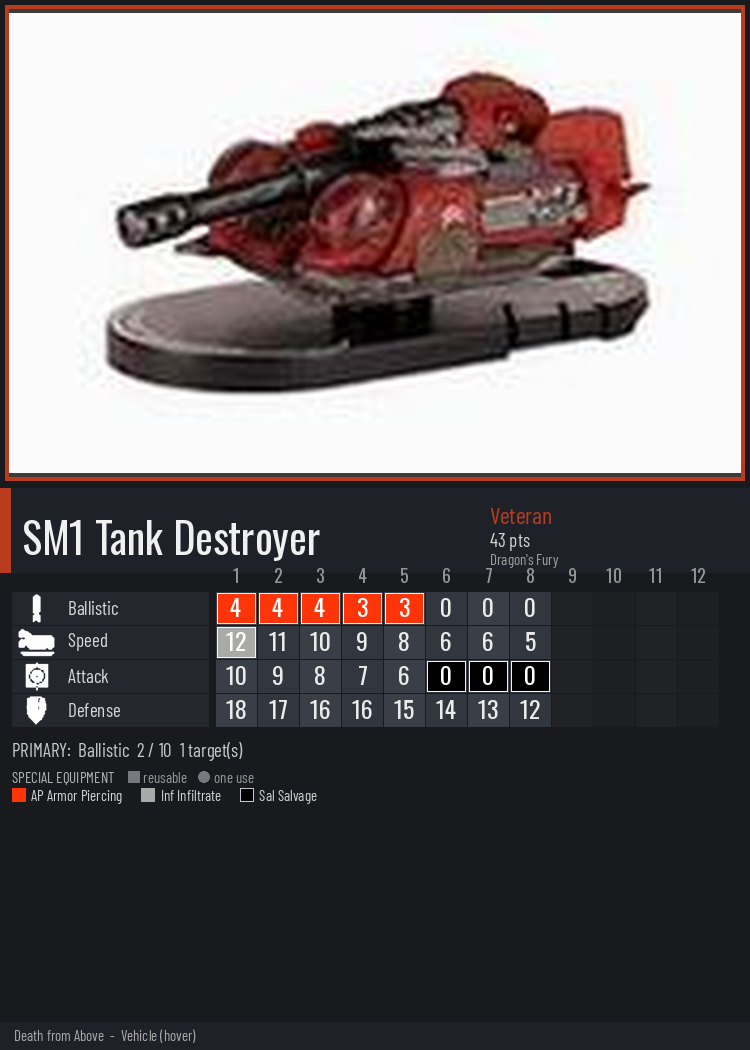 SM1 Tank Destroyer
Veteran
43 pts
Dragon's Fury
1 2 3 4 5 6 7 8 9 10 11 12
Ballistic 4 4 4 3 3 0 0 0
Speed 12 11 10 9 8 6 6 5
Attack 10 9 8 7 6 0 0 0
Defense 18 17 16 16 15 14 13 12
PRIMARY: Ballistic 2 / 10 1 target(s)
SPECIAL EQUIPMENT reusable one use
AP Armor Piercing Inf Infiltrate Sal Salvage
Death from Above - Vehicle (hover)